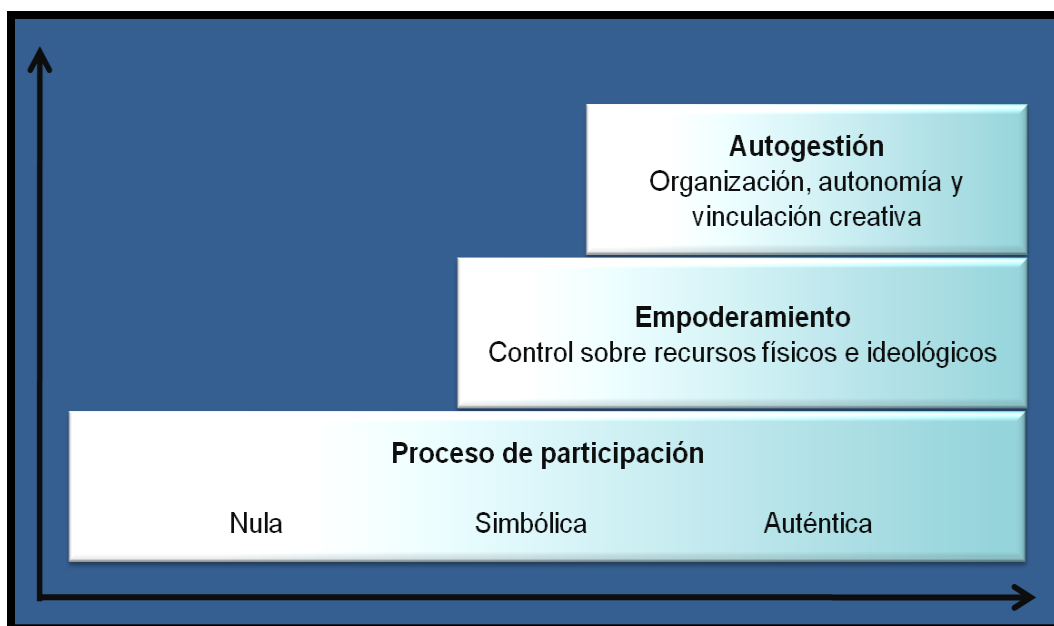 Autogestión
Organización, autonomía y
vinculación creativa
Empoderamiento
Control sobre recursos físicos e ideológicos
Proceso de participación
Nula Simbólica Auténtica